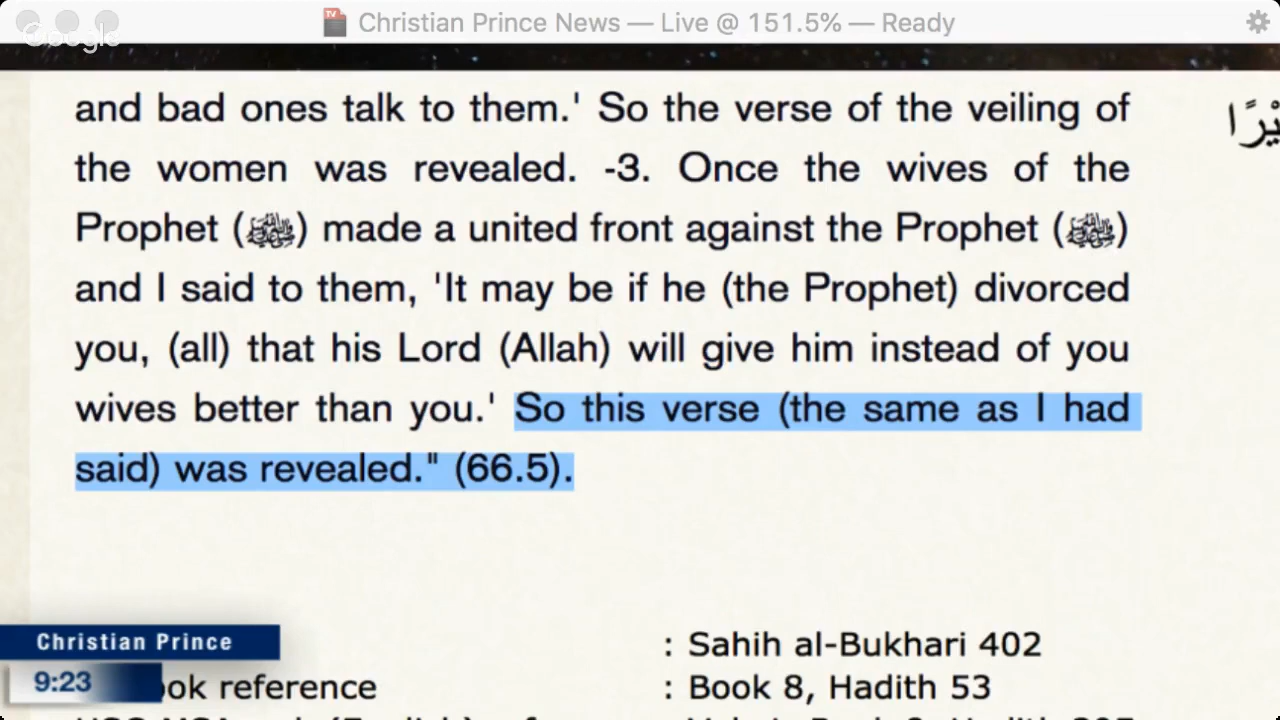 Christian Prince News — Live @ 151.5% — Ready
Google
TV
and bad ones talk to them.' So the verse of the veiling of
the women was revealed. -3. Once the wives of the
Prophet (ﷺ) made a united front against the Prophet (ﷺ)
and I said to them, 'It may be if he (the Prophet) divorced
you, (all) that his Lord (Allah) will give him instead of you
wives better than you.' So this verse (the same as I had
said) was revealed." (66.5).
Christian Prince
: Sahih al-Bukhari 402
9:23
ook reference : Book 8, Hadith 53